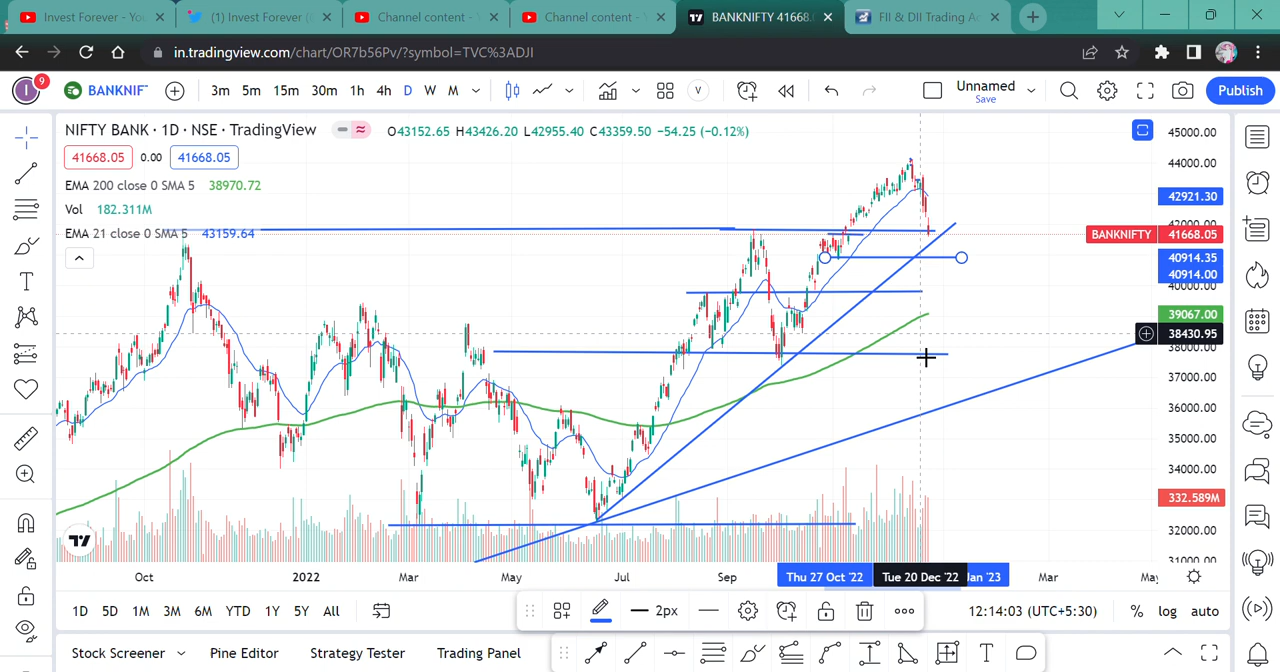 Invest Forever - You
(1) Invest Forever (
Channel content - Y
Channel content - Y
BANKNIFTY 41668.0
FII & DII Trading Ac
in.tradingview.com/chart/OR7b56Pv/?symbol=TVC%3ADJI
I
9
BANKNIF
3m 5m 15m 30m 1h 4h D W M
V
Unnamed
Save
Publish
NIFTY BANK · 1D · NSE · TradingView
O43152.65 H43426.20 L42955.40 C43359.50 −54.25 (−0.12%)
41668.05 0.00 41668.05
EMA 200 close 0 SMA 5 38970.72
Vol 182.311M
EMA 21 close 0 SMA 5 43159.64
45000.00
44000.00
42921.30
42000.00
BANKNIFTY 41668.05
40914.35
40914.00
40000.00
39067.00
38430.95
38000.00
37000.00
36000.00
35000.00
34000.00
332.589M
32000.00
31000.00
Oct 2022 Mar May Jul Sep Thu 27 Oct '22 Tue 20 Dec '22 Jan '23 Mar May
1D 5D 1M 3M 6M YTD 1Y 5Y All
2px
12:14:03 (UTC+5:30)
% log auto
Stock Screener Pine Editor Strategy Tester Trading Panel
T